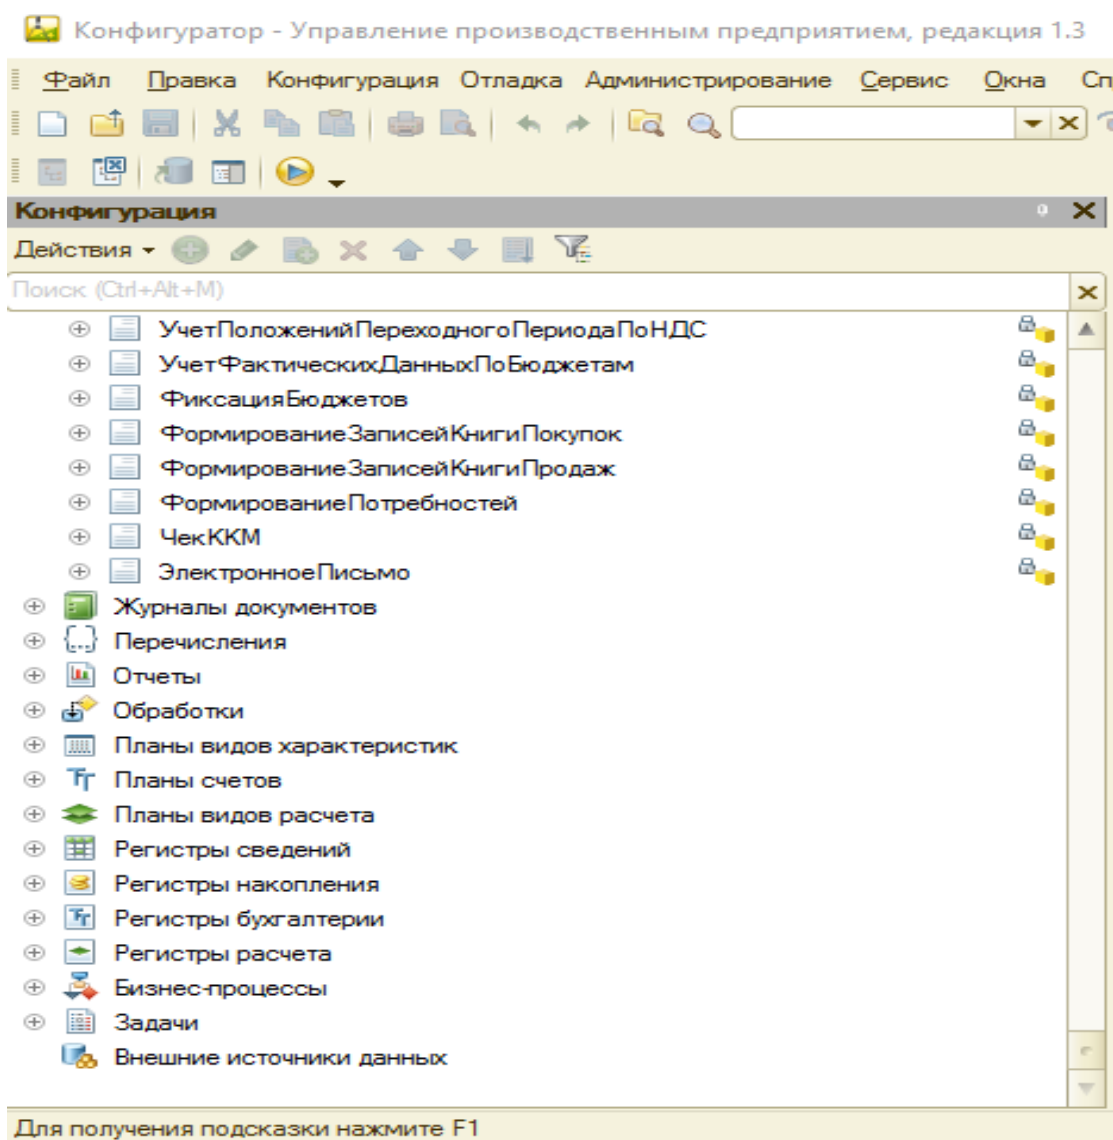 Конфигуратор - Управление производственным предприятием, редакция 1.3
Файл Правка Конфигурация Отладка Администрирование Сервис Окна Сп
Конфигурация
Действия
Поиск (Ctrl+Alt+M)
УчетПоложенийПереходногоПериодаПоНДС
УчетФактическихДанныхПоБюджетам
ФиксацияБюджетов
ФормированиеЗаписейКнигиПокупок
ФормированиеЗаписейКнигиПродаж
ФормированиеПотребностей
ЧекККМ
ЭлектронноеПисьмо
Журналы документов
Перечисления
Отчеты
Обработки
Планы видов характеристик
Планы счетов
Планы видов расчета
Регистры сведений
Регистры накопления
Регистры бухгалтерии
Регистры расчета
Бизнес-процессы
Задачи
Внешние источники данных
Для получения подсказки нажмите F1